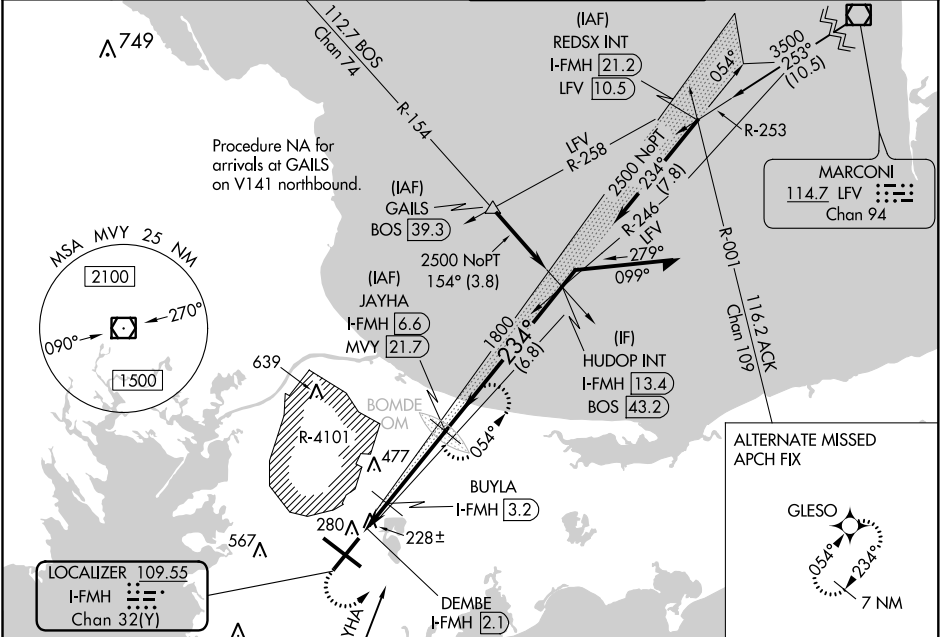 749
112.7 BOS
Chan 74
R-154
(IAF)
REDSX INT
I-FMH 21.2
LFV 10.5
054°
3500
253°
(10.5)
R-253
LFV
R-258
2500 NoPT
234°
(7.8)
R-246
LFV
MARCONI
114.7 LFV
Chan 94
Procedure NA for
arrivals at GAILS
on V141 northbound.
(IAF)
GAILS
BOS 39.3
2500 NoPT
154° (3.8)
279°
099°
R-001
116.2 ACK
Chan 109
MSA MVY 25 NM
2100
090°
270°
1500
(IAF)
JAYHA
I-FMH 6.6
MVY 21.7
1800
234°
(6.8)
(IF)
HUDOP INT
I-FMH 13.4
BOS 43.2
639
R-4101
BOMDE
OM
054°
477
BUYLA
I-FMH 3.2
280
228±
567
LOCALIZER 109.55
I-FMH
Chan 32(Y)
YHA
DEMBE
I-FMH 2.1
ALTERNATE MISSED
APCH FIX
GLESO
054°
234°
7 NM